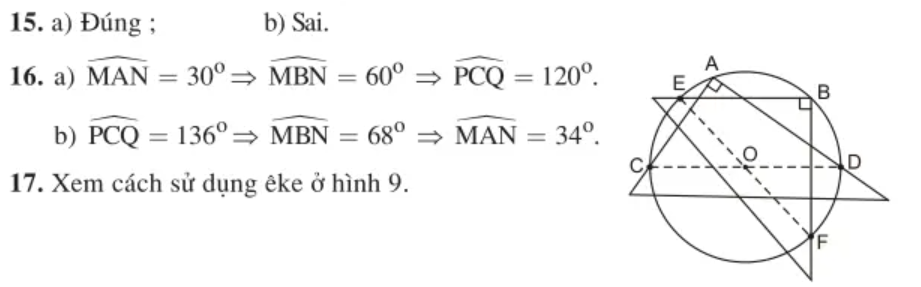 15. a) Đúng ; b) Sai.
16. a) MAN = 30° ⇒ MBN = 60° ⇒ PCQ = 120°.
b) PCQ = 136° ⇒ MBN = 68° ⇒ MAN = 34°.
17. Xem cách sử dụng êke ở hình 9.
A
E
B
C
O
D
F